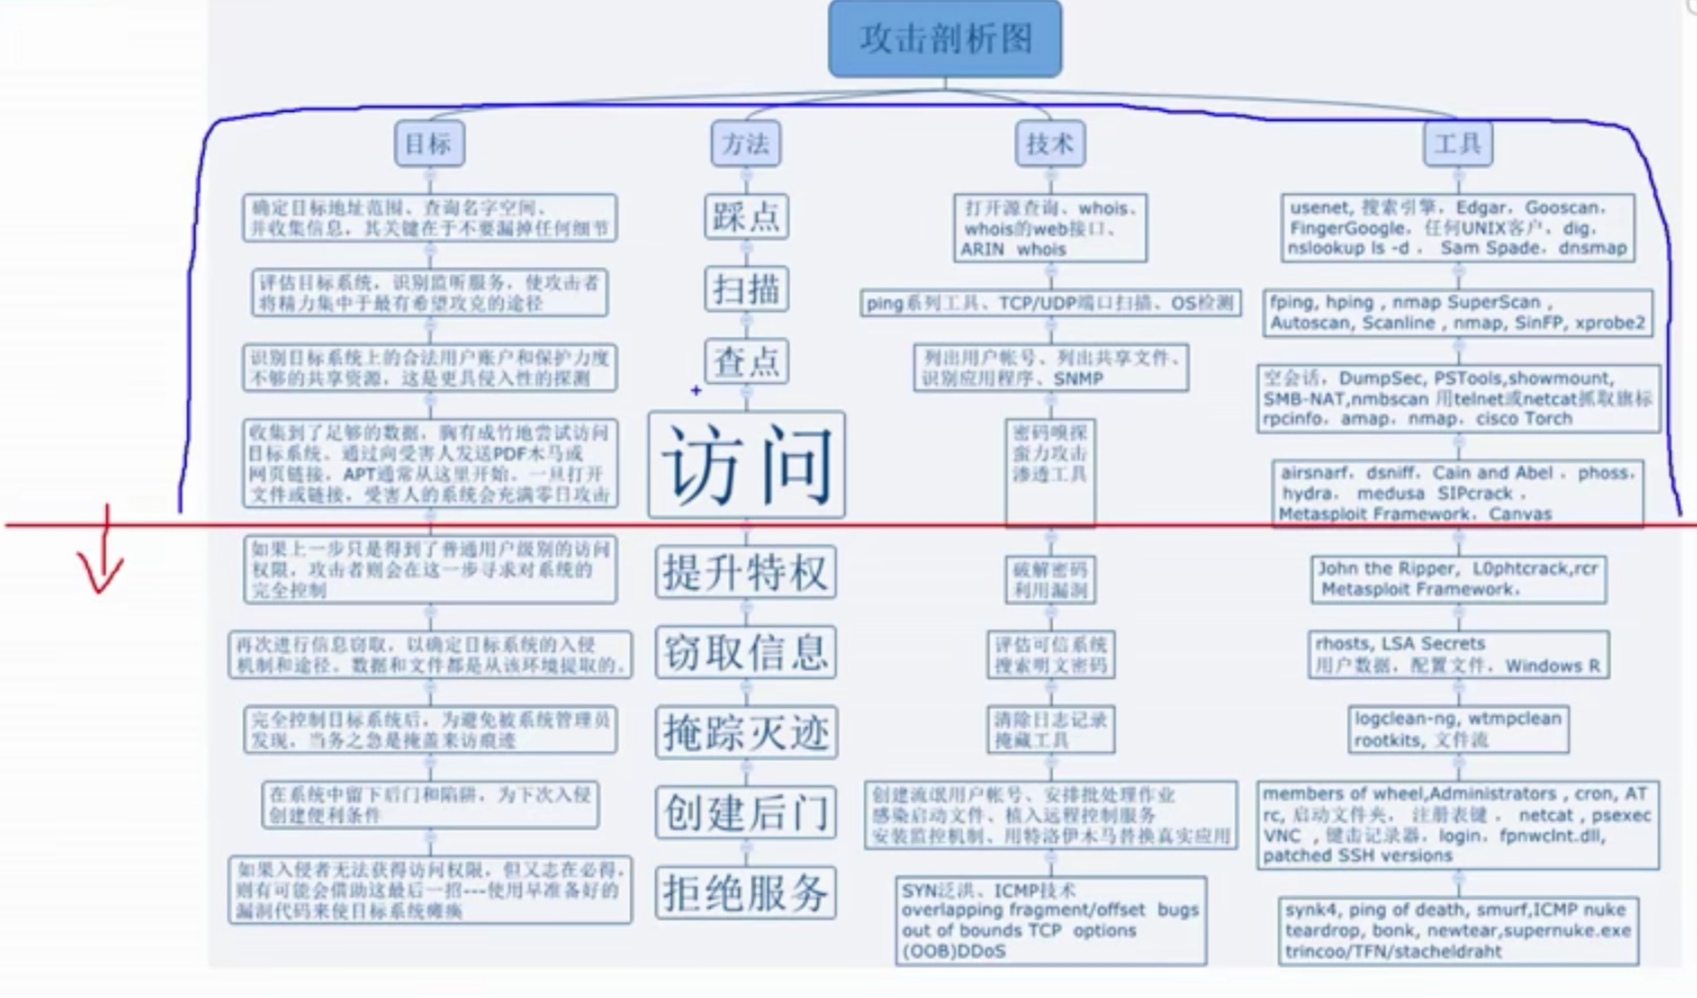 攻击剖析图
目标
方法
技术
工具
确定目标地址范围、查询名字空间、
并收集信息，其关键在于不要漏掉任何细节
踩点
打开源查询、whois、
whois的web接口、
ARIN whois
usenet, 搜索引擎，Edgar，Gooscan，
FingerGoogle，任何UNIX客户，dig，
nslookup ls -d ， Sam Spade，dnsmap
评估目标系统，识别监听服务，使攻击者
将精力集中于最有希望攻克的途径
扫描
ping系列工具、TCP/UDP端口扫描、OS检测
fping, hping , nmap SuperScan ,
Autoscan, Scanline , nmap, SinFP, xprobe2
识别目标系统上的合法用户账户和保护力度
不够的共享资源，这是更具侵入性的探测
查点
列出用户帐号、列出共享文件、
识别应用程序、SNMP
空会话，DumpSec, PSTools,showmount,
SMB-NAT,nmbscan 用telnet或netcat抓取旗标
rpcinfo，amap，nmap，cisco Torch
收集到了足够的数据，胸有成竹地尝试访问
目标系统。通过向受害人发送PDF木马或
网页链接，APT通常从这里开始。一旦打开
文件或链接，受害人的系统会充满零日攻击
访问
密码嗅探
蛮力攻击
渗透工具
airsnarf，dsniff，Cain and Abel ，phoss，
hydra， medusa SIPcrack ，
Metasploit Framework，Canvas
如果上一步只是得到了普通用户级别的访问
权限，攻击者则会在这一步寻求对系统的
完全控制
提升特权
破解密码
利用漏洞
John the Ripper, L0phtcrack,rcr
Metasploit Framework，
再次进行信息窃取，以确定目标系统的入侵
机制和途径。数据和文件都是从该环境提取的。
窃取信息
评估可信系统
搜索明文密码
rhosts, LSA Secrets
用户数据，配置文件，Windows R
完全控制目标系统后，为避免被系统管理员
发现，当务之急是掩盖来访痕迹
掩踪灭迹
清除日志记录
掩藏工具
logclean-ng, wtmpclean
rootkits, 文件流
在系统中留下后门和陷阱，为下次入侵
创建便利条件
创建后门
创建流氓用户帐号、安排批处理作业
感染启动文件、植入远程控制服务
安装监控机制、用特洛伊木马替换真实应用
members of wheel,Administrators , cron, AT
rc, 启动文件夹， 注册表键 ， netcat , psexec
VNC ，键击记录器，login，fpnwclnt.dll,
patched SSH versions
如果入侵者无法获得访问权限，但又志在必得，
则有可能会借助这最后一招---使用早准备好的
漏洞代码来使目标系统瘫痪
拒绝服务
SYN泛洪、ICMP技术
overlapping fragment/offset bugs
out of bounds TCP options
(OOB)DDoS
synk4, ping of death, smurf,ICMP nuke
teardrop, bonk, newtear,supernuke.exe
trincoo/TFN/stacheldraht